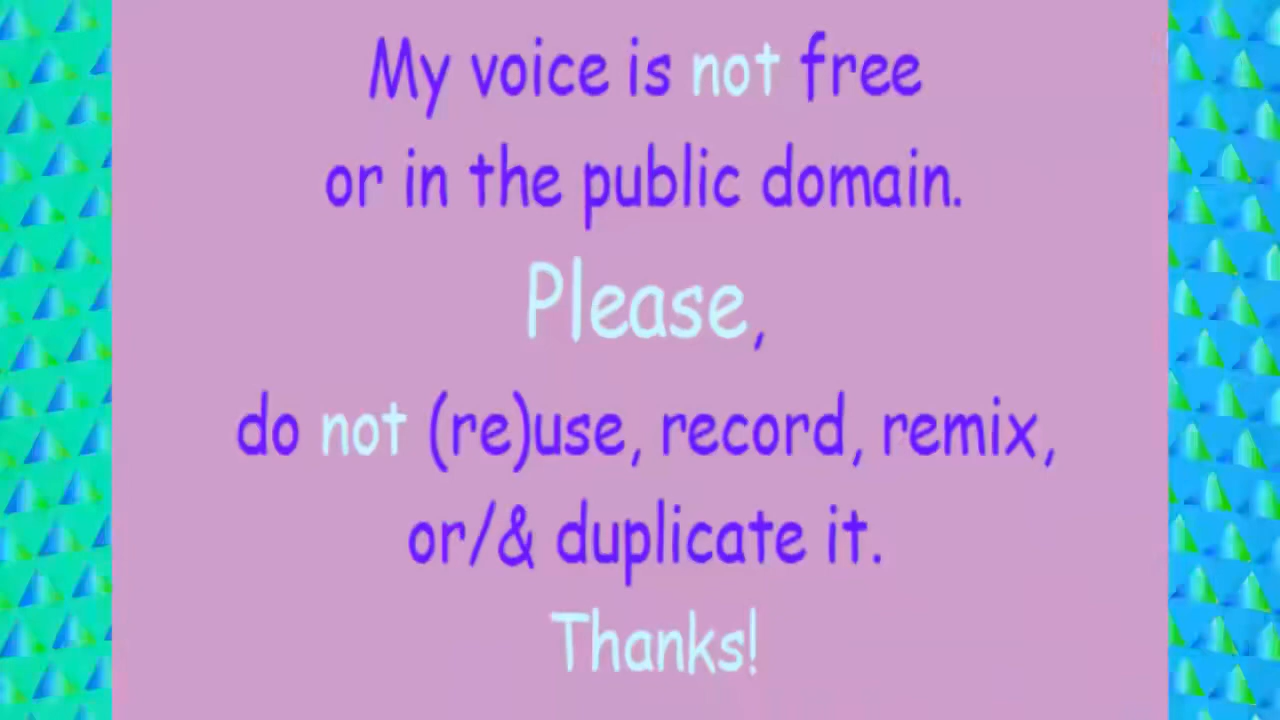 My voice is not free
or in the public domain.
Please,
do not (re)use, record, remix,
or/& duplicate it.
Thanks!